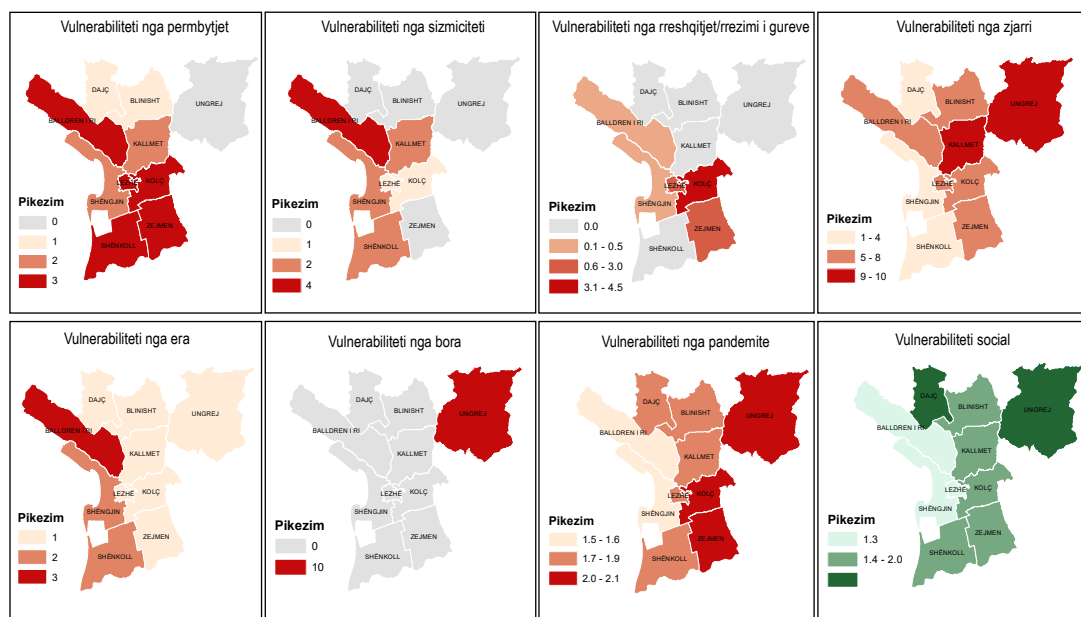 Vulnerabiliteti nga permbytjet
DAJÇ
BLINISHT
UNGREJ
BALLDREN I RI
KALLMET
LEZHË
KOLÇ
SHËNGJIN
ZEJMEN
SHËNKOLL
Pikezim
0
1
2
3
Vulnerabiliteti nga sizmiciteti
DAJÇ
BLINISHT
UNGREJ
BALLDREN I RI
KALLMET
LEZHË
KOLÇ
SHËNGJIN
ZEJMEN
SHËNKOLL
Pikezim
0
1
2
4
Vulnerabiliteti nga rreshqitjet/rrezimi i gureve
DAJÇ
BLINISHT
UNGREJ
BALLDREN I RI
KALLMET
LEZHË
KOLÇ
SHËNGJIN
ZEJMEN
SHËNKOLL
Pikezim
0.0
0.1 - 0.5
0.6 - 3.0
3.1 - 4.5
Vulnerabiliteti nga zjarri
DAJÇ
BLINISHT
UNGREJ
BALLDREN I RI
KALLMET
LEZHË
KOLÇ
SHËNGJIN
ZEJMEN
SHËNKOLL
Pikezim
1 - 4
5 - 8
9 - 10
Vulnerabiliteti nga era
DAJÇ
BLINISHT
UNGREJ
BALLDREN I RI
KALLMET
LEZHË
KOLÇ
SHËNGJIN
ZEJMEN
SHËNKOLL
Pikezim
1
2
3
Vulnerabiliteti nga bora
DAJÇ
BLINISHT
UNGREJ
BALLDREN I RI
KALLMET
LEZHË
KOLÇ
SHËNGJIN
ZEJMEN
SHËNKOLL
Pikezim
0
10
Vulnerabiliteti nga pandemite
DAJÇ
BLINISHT
UNGREJ
BALLDREN I RI
KALLMET
LEZHË
KOLÇ
SHËNGJIN
ZEJMEN
SHËNKOLL
Pikezim
1.5 - 1.6
1.7 - 1.9
2.0 - 2.1
Vulnerabiliteti social
DAJÇ
BLINISHT
UNGREJ
BALLDREN I RI
KALLMET
LEZHË
KOLÇ
SHËNGJIN
ZEJMEN
SHËNKOLL
Pikezim
1.3
1.4 - 2.0